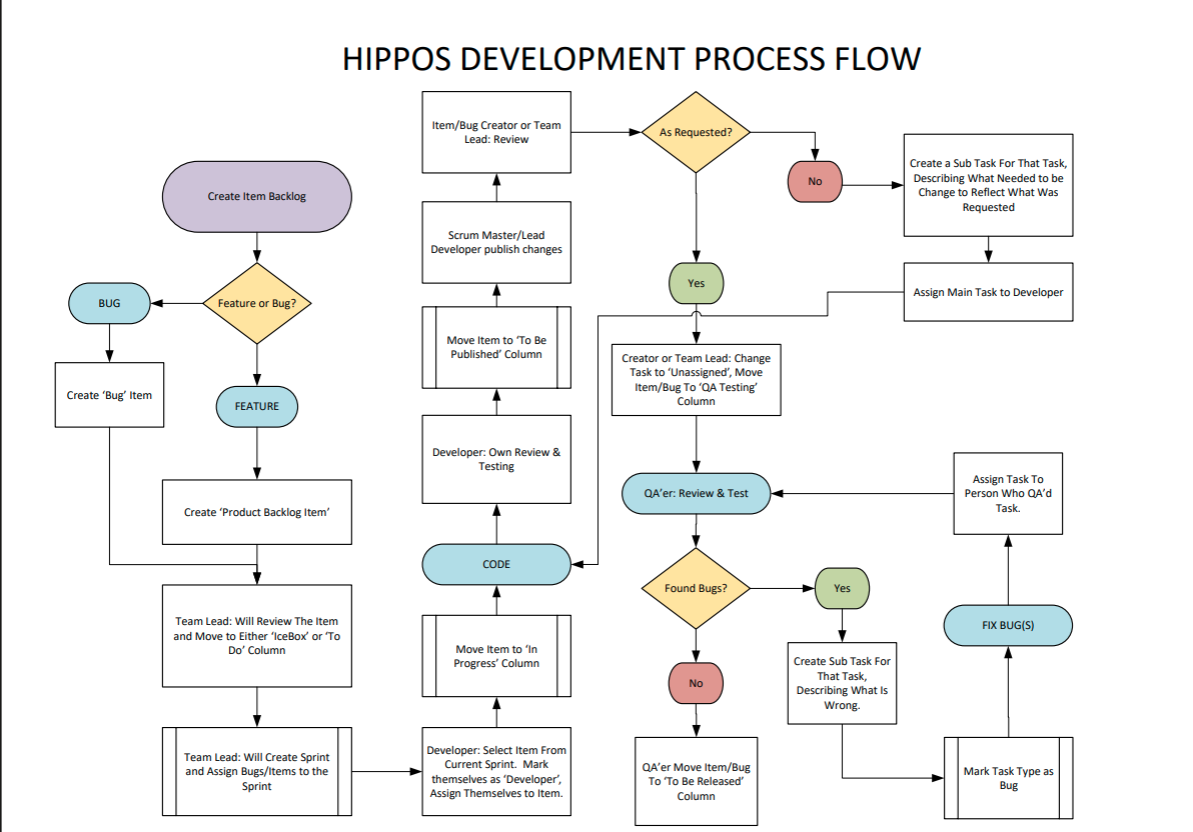 HIPPOS DEVELOPMENT PROCESS FLOW
Create Item Backlog
Feature or Bug?
BUG
Create ‘Bug’ Item
FEATURE
Create ‘Product Backlog Item’
Team Lead: Will Review The Item
and Move to Either ‘IceBox’ or ‘To
Do’ Column
Team Lead: Will Create Sprint
and Assign Bugs/Items to the
Sprint
Developer: Select Item From
Current Sprint. Mark
themselves as ‘Developer’,
Assign Themselves to Item.
Move Item to ‘In
Progress’ Column
CODE
Developer: Own Review &
Testing
Move Item to ‘To Be
Published’ Column
Scrum Master/Lead
Developer publish changes
Item/Bug Creator or Team
Lead: Review
As Requested?
No
Create a Sub Task For That Task,
Describing What Needed to be
Change to Reflect What Was
Requested
Assign Main Task to Developer
Yes
Creator or Team Lead: Change
Task to ‘Unassigned’, Move
Item/Bug To ‘QA Testing’
Column
QA’er: Review & Test
Found Bugs?
Yes
Create Sub Task For
That Task,
Describing What Is
Wrong.
Mark Task Type as
Bug
FIX BUG(S)
Assign Task To
Person Who QA’d
Task.
No
QA’er Move Item/Bug
To ‘To Be Released’
Column